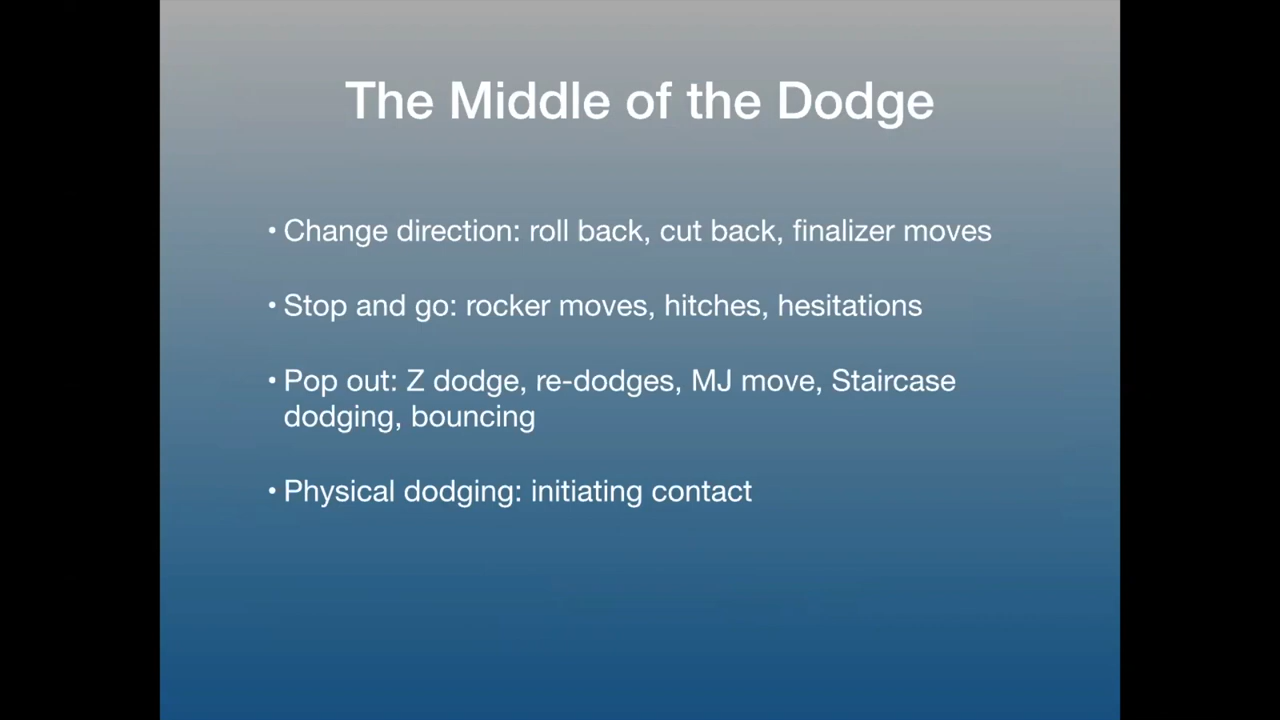 The Middle of the Dodge
• Change direction: roll back, cut back, finalizer moves
• Stop and go: rocker moves, hitches, hesitations
• Pop out: Z dodge, re-dodges, MJ move, Staircase
dodging, bouncing
• Physical dodging: initiating contact